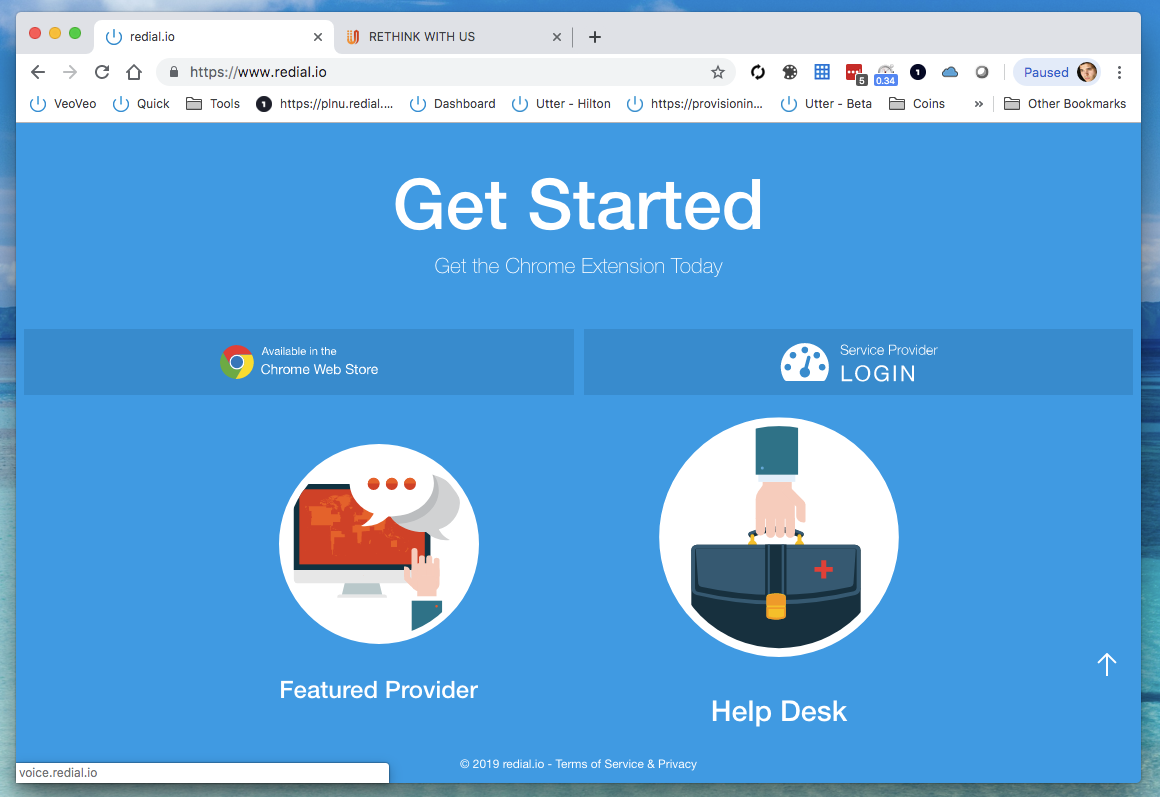 redial.io
RETHINK WITH US
https://www.redial.io
5
0.34
1
Paused
VeoVeo
Quick
Tools
1
https://plnu.redial....
Dashboard
Utter - Hilton
https://provisionin...
Utter - Beta
Coins
»
Other Bookmarks
Get Started
Get the Chrome Extension Today
Available in the
Chrome Web Store
Service Provider
LOGIN
Featured Provider
Help Desk
© 2019 redial.io - Terms of Service & Privacy
voice.redial.io